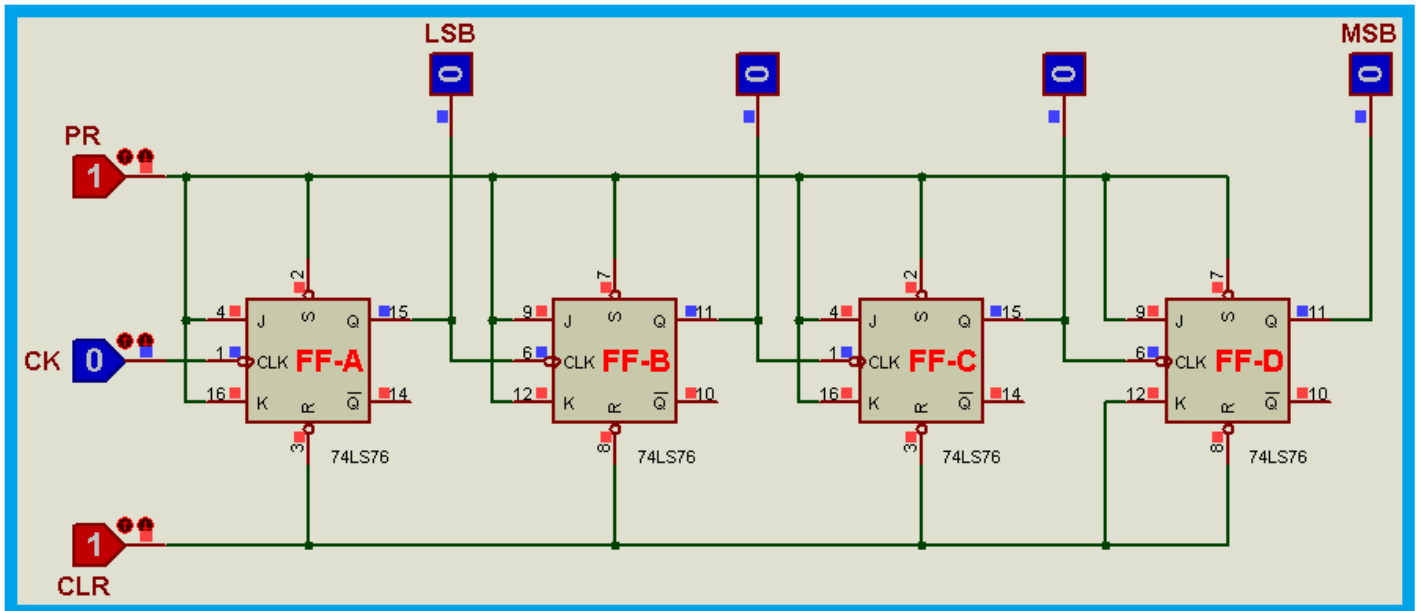 LSB
MSB
0 0 0 0
PR
1
2 7 2 7
4 J S Q 15 9 J S Q 11 4 J S Q 15 9 J S Q 11
CK 0 1 CLK FF-A 6 CLK FF-B 1 CLK FF-C 6 CLK FF-D
16 K R Q 14 12 K R Q 10 16 K R Q 14 12 K R Q 10
3 74LS76 8 74LS76 3 74LS76 8 74LS76
1
CLR